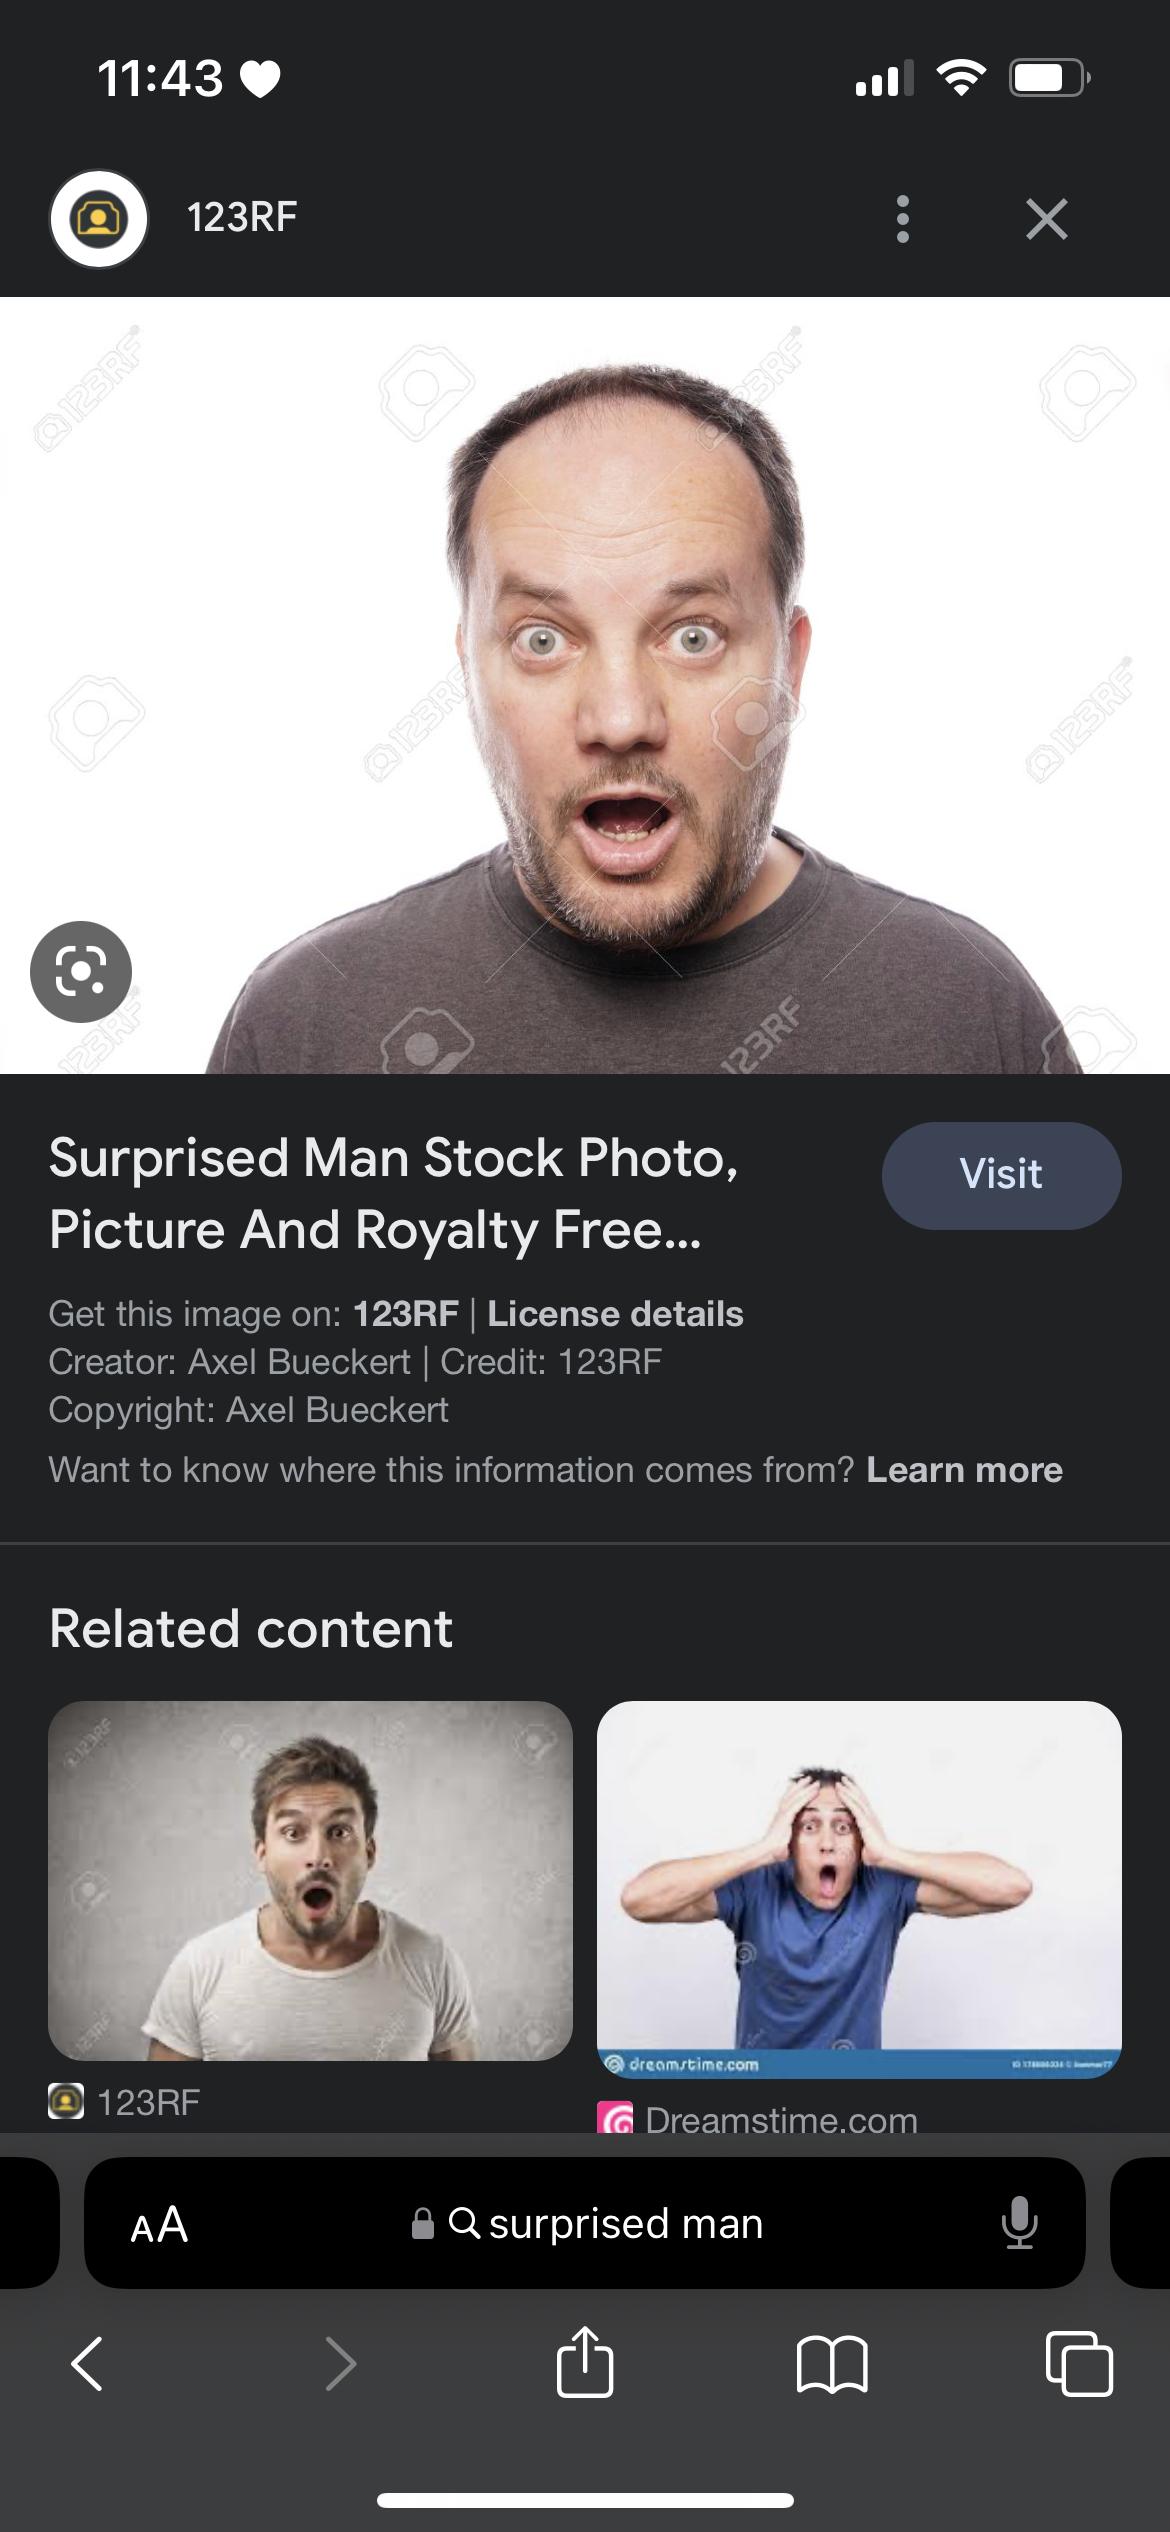 11:43
123RF
123RF
123RF
123RF
123RF
123RF
123RF
Surprised Man Stock Photo,
Picture And Royalty Free...
Visit
Get this image on: 123RF | License details
Creator: Axel Bueckert | Credit: 123RF
Copyright: Axel Bueckert
Want to know where this information comes from? Learn more
Related content
dreamstime.com
123RF
Dreamstime.com
AA
surprised man